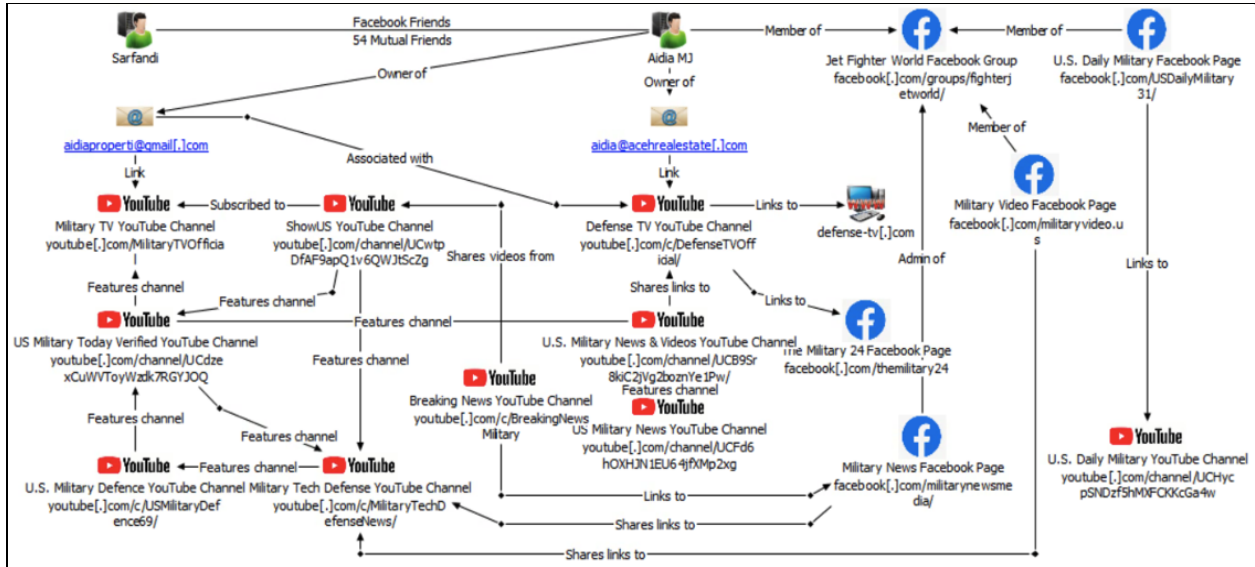 Facebook Friends
54 Mutual Friends
Sarfandi
Aidia MJ
Member of
Jet Fighter World Facebook Group
facebook[.]com/groups/fighterj
etworld/
Member of
U.S. Daily Military Facebook Page
facebook[.]com/USDailyMilitary
31/
Owner of
Owner of
aidiaproperti@gmail[.]com
aidia@acehrealestate[.]com
Member of
Link
Associated with
Link
YouTube
Military TV YouTube Channel
youtube[.]com/MilitaryTVOfficia
Subscribed to
YouTube
ShowUS YouTube Channel
youtube[.]com/channel/UCwtp
DfAF9apQ1v6QWJtScZg
Shares videos from
YouTube
Defense TV YouTube Channel
youtube[.]com/c/DefenseTVOff
icial/
Links to
defense-tv[.]com
Military Video Facebook Page
facebook[.]com/militaryvideo.u
s
Admin of
Links to
Features channel
Features channel
Shares links to
Links to
YouTube
US Military Today Verified YouTube Channel
youtube[.]com/channel/UCdze
xCuWVToyWzdk7RGYJOQ
Features channel
YouTube
U.S. Military News & Videos YouTube Channel
youtube[.]com/channel/UCB9Sr
8kiC2jVg2boznYe1Pw/
The Military 24 Facebook Page
facebook[.]com/themilitary24
Features channel
Features channel
YouTube
Breaking News YouTube Channel
youtube[.]com/c/BreakingNews
Military
YouTube
US Military News YouTube Channel
youtube[.]com/channel/UCFd6
hOXHJN1EU64jfXMp2xg
Features channel
Features channel
YouTube
U.S. Military Defence YouTube Channel
youtube[.]com/c/USMilitaryDef
ence69/
Features channel
YouTube
Military Tech Defense YouTube Channel
youtube[.]com/c/MilitaryTechD
efenseNews/
Links to
Military News Facebook Page
facebook[.]com/militarynewsme
dia/
YouTube
U.S. Daily Military YouTube Channel
youtube[.]com/channel/UCHyc
pSNDzf5hMXFCKKcGa4w
Shares links to
Shares links to